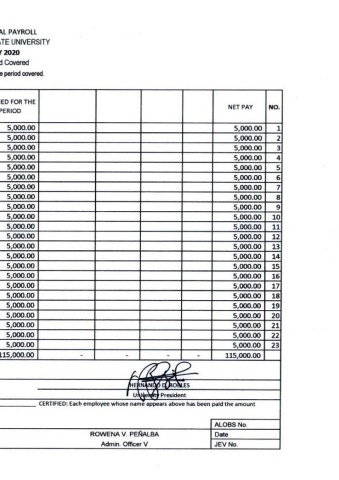 AL PAYROLL
ATE UNIVERSITY
Y 2020
d Covered
e period covered.
ED FOR THE PERIOD NET PAY NO.
5,000.00 5,000.00 1
5,000.00 5,000.00 2
5,000.00 5,000.00 3
5,000.00 5,000.00 4
5,000.00 5,000.00 5
5,000.00 5,000.00 6
5,000.00 5,000.00 7
5,000.00 5,000.00 8
5,000.00 5,000.00 9
5,000.00 5,000.00 10
5,000.00 5,000.00 11
5,000.00 5,000.00 12
5,000.00 5,000.00 13
5,000.00 5,000.00 14
5,000.00 5,000.00 15
5,000.00 5,000.00 16
5,000.00 5,000.00 17
5,000.00 5,000.00 18
5,000.00 5,000.00 19
5,000.00 5,000.00 20
5,000.00 5,000.00 21
5,000.00 5,000.00 22
5,000.00 5,000.00 23
115,000.00 - - - - 115,000.00
HERNANDO D. ROBLES
University President
CERTIFIED: Each employee whose name appears above has been paid the amount
ALOBS No.
ROWENA V. PEÑALBA Date
Admin. Officer V JEV No.